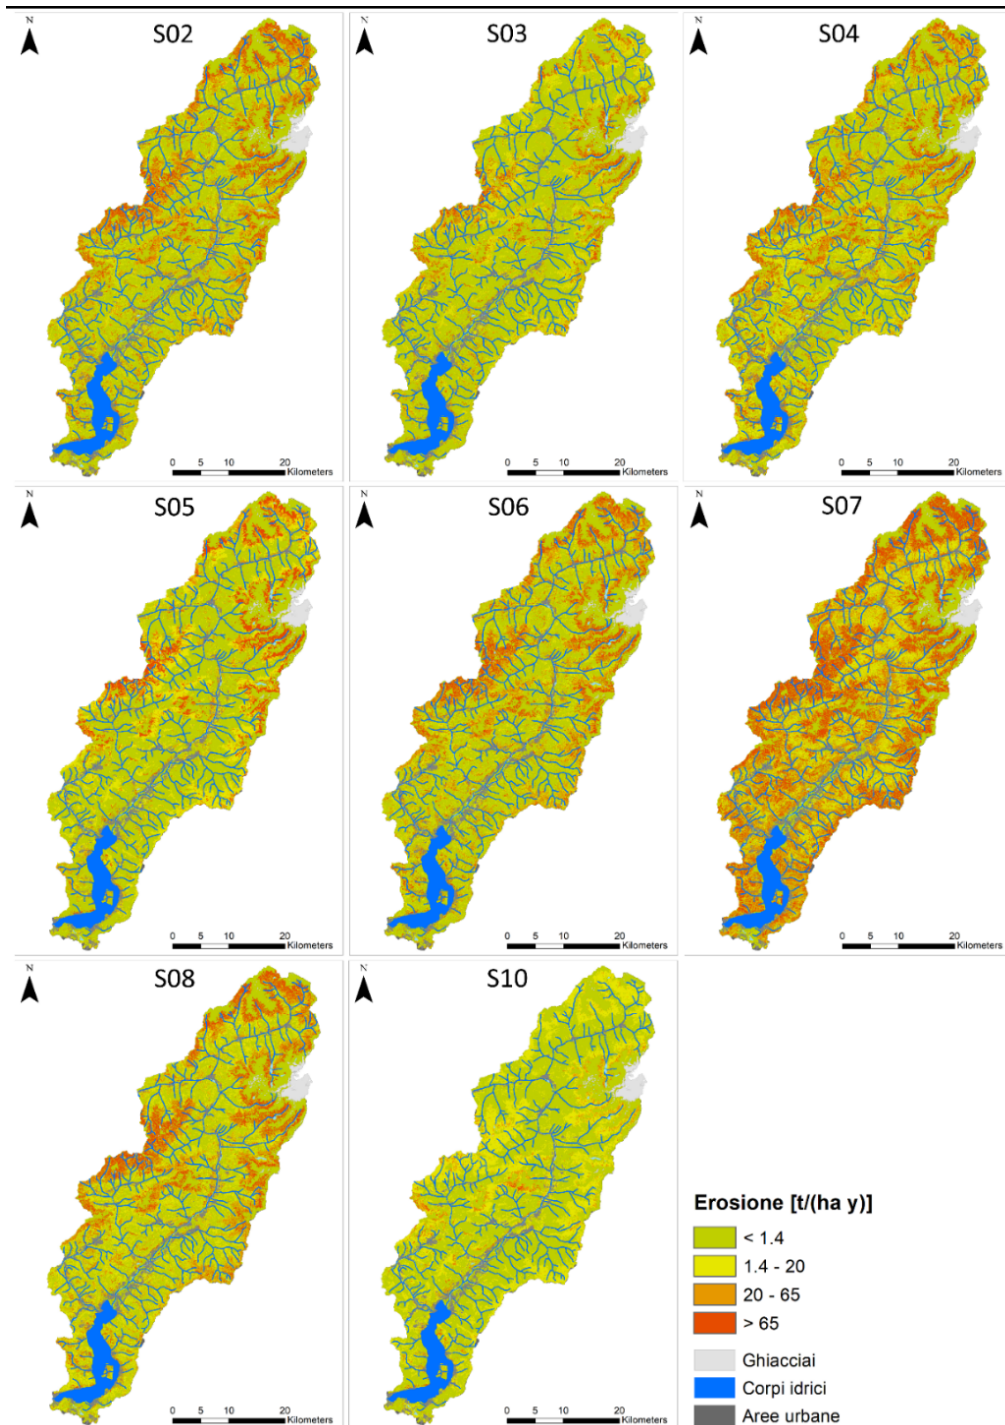 N
S02
0 5 10 20
Kilometers
N
S03
0 5 10 20
Kilometers
N
S04
0 5 10 20
Kilometers
N
S05
0 5 10 20
Kilometers
N
S06
0 5 10 20
Kilometers
N
S07
0 5 10 20
Kilometers
N
S08
0 5 10 20
Kilometers
N
S10
0 5 10 20
Kilometers
Erosione [t/(ha y)]
< 1.4
1.4 - 20
20 - 65
> 65
Ghiacciai
Corpi idrici
Aree urbane